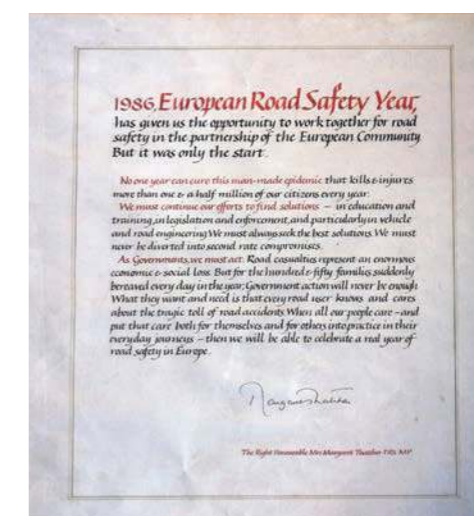 1986, European Road Safety Year,
has given us the opportunity to work together for road
safety in the partnership of the European Community
But it was only the start.
No one year can cure this man-made epidemic that kills & injures
more than one & a half million of our citizens every year.
We must continue our efforts to find solutions – in education and
training, in legislation and enforcement, and particularly in vehicle
and road engineering We must always seek the best solutions. We must
never be diverted into second rate compromises.
As Governments, we must act. Road casualties represent an enormous
economic & social loss. But for the hundred & fifty families suddenly
bereaved every day in the year, Government action will never be enough.
What they want and need is that every road user knows and cares
about the tragic toll of road accidents When all our people care – and
put that care both for themselves and for others into practice in their
everyday journeys – then we will be able to celebrate a real year of
road safety in Europe.
Margaret Thatcher
The Right Honourable Mrs Margaret Thatcher FRS MP